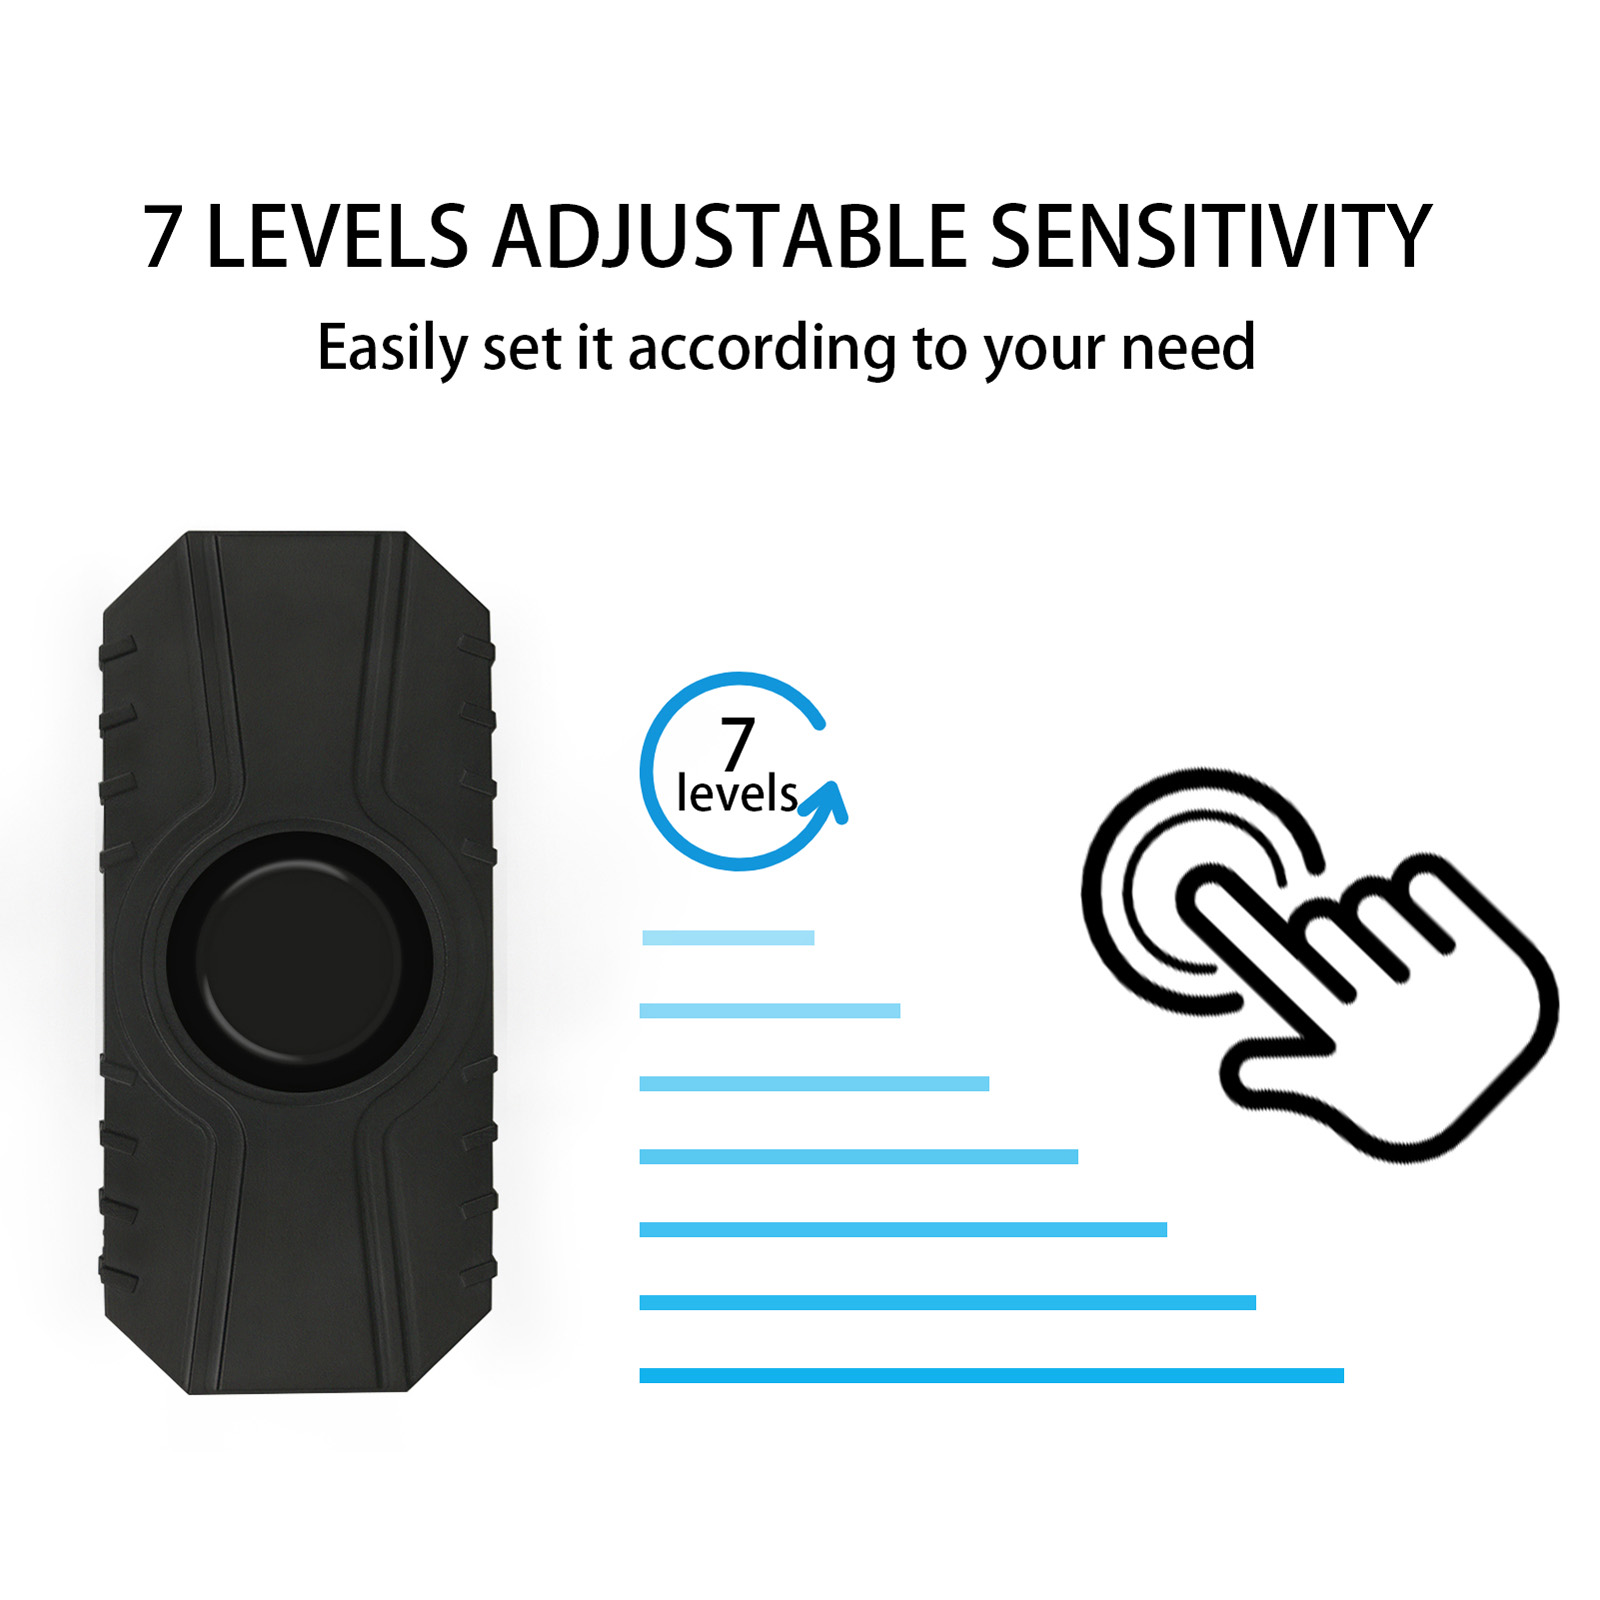 7 LEVELS ADJUSTABLE SENSITIVITY
Easily set it according to your need
7
levels